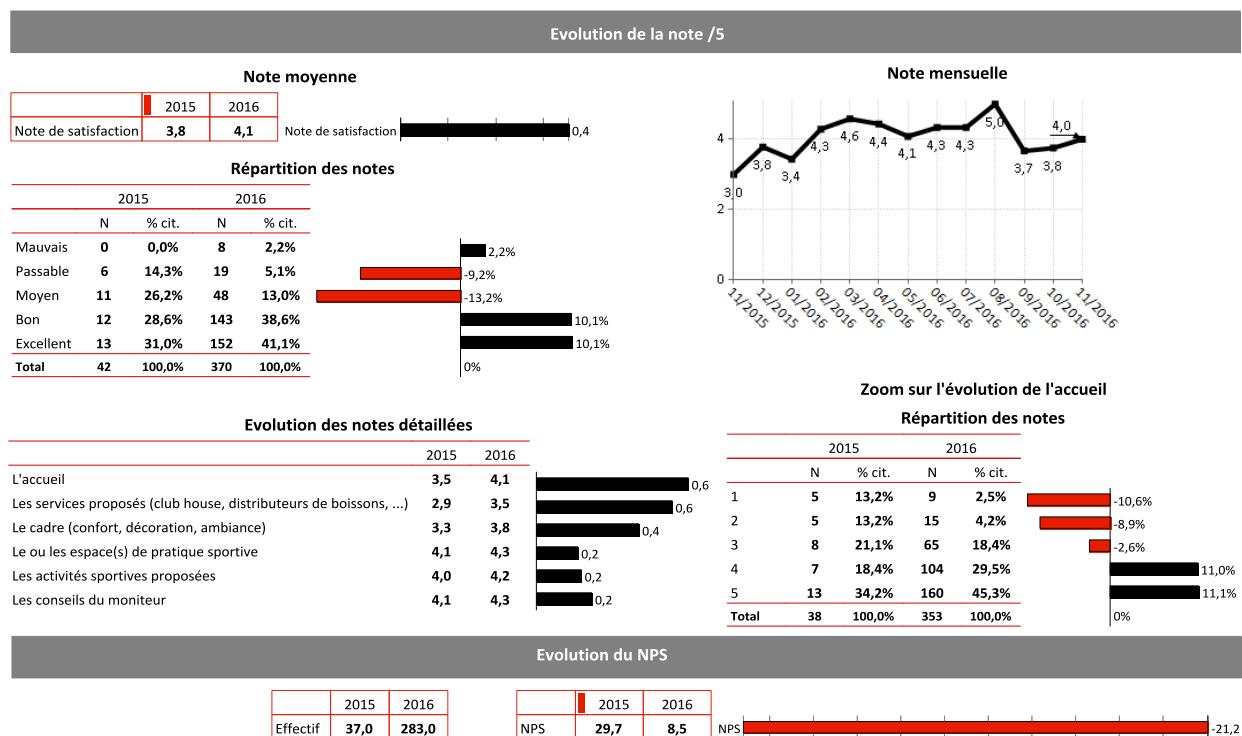 Evolution de la note /5
Note moyenne
2015 2016
Note de satisfaction 3,8 4,1
Note de satisfaction 0,4
Répartition des notes
2015 2016
N % cit. N % cit.
Mauvais 0 0,0% 8 2,2% 2,2%
Passable 6 14,3% 19 5,1% -9,2%
Moyen 11 26,2% 48 13,0% -13,2%
Bon 12 28,6% 143 38,6% 10,1%
Excellent 13 31,0% 152 41,1% 10,1%
Total 42 100,0% 370 100,0% 0%
Note mensuelle
4
2
0
3,0 3,8 3,4 4,3 4,6 4,4 4,1 4,3 4,3 5,0 3,7 3,8 4,0
11/2015 12/2015 01/2016 02/2016 03/2016 04/2016 05/2016 06/2016 07/2016 08/2016 09/2016 10/2016 11/2016
Evolution des notes détaillées
2015 2016
L'accueil 3,5 4,1 0,6
Les services proposés (club house, distributeurs de boissons, ...) 2,9 3,5 0,6
Le cadre (confort, décoration, ambiance) 3,3 3,8 0,4
Le ou les espace(s) de pratique sportive 4,1 4,3 0,2
Les activités sportives proposées 4,0 4,2 0,2
Les conseils du moniteur 4,1 4,3 0,2
Zoom sur l'évolution de l'accueil
Répartition des notes
2015 2016
N % cit. N % cit.
1 5 13,2% 9 2,5% -10,6%
2 5 13,2% 15 4,2% -8,9%
3 8 21,1% 65 18,4% -2,6%
4 7 18,4% 104 29,5% 11,0%
5 13 34,2% 160 45,3% 11,1%
Total 38 100,0% 353 100,0% 0%
Evolution du NPS
2015 2016
Effectif 37,0 283,0
2015 2016
NPS 29,7 8,5
NPS -21,2